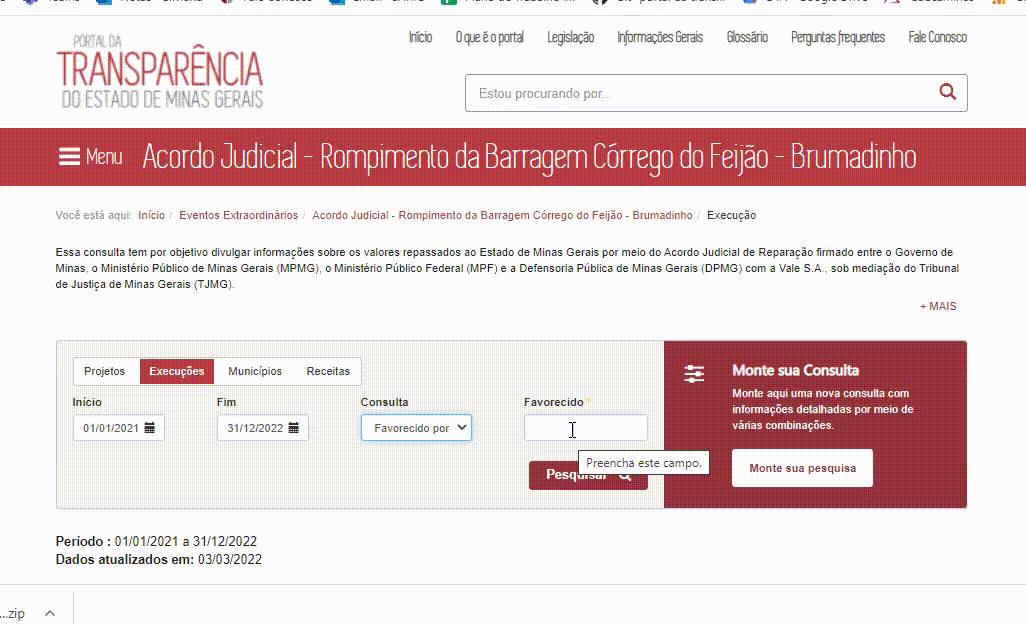 PORTAL DA
TRANSPARÊNCIA
DO ESTADO DE MINAS GERAIS
Início O que é o portal Legislação Informações Gerais Glossário Perguntas frequentes Fale Conosco
Estou procurando por...
Menu Acordo Judicial - Rompimento da Barragem Córrego do Feijão - Brumadinho
Você está aqui: Início / Eventos Extraordinários / Acordo Judicial - Rompimento da Barragem Córrego do Feijão - Brumadinho / Execução
Essa consulta tem por objetivo divulgar informações sobre os valores repassados ao Estado de Minas Gerais por meio do Acordo Judicial de Reparação firmado entre o Governo de
Minas, o Ministério Público de Minas Gerais (MPMG), o Ministério Público Federal (MPF) e a Defensoria Pública de Minas Gerais (DPMG) com a Vale S.A., sob mediação do Tribunal
de Justiça de Minas Gerais (TJMG).
+ MAIS
Projetos Execuções Municípios Receitas
Início Fim Consulta Favorecido *
01/01/2021 31/12/2022 Favorecido por
Preencha este campo.
Pesquisar
Monte sua Consulta
Monte aqui uma nova consulta com
informações detalhadas por meio de
várias combinações.
Monte sua pesquisa
Período : 01/01/2021 a 31/12/2022
Dados atualizados em: 03/03/2022
...zip